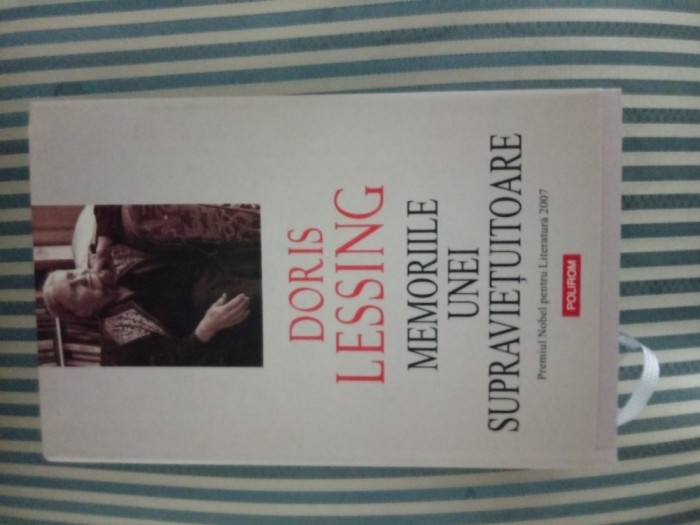 DORIS
LESSING
MEMORIILE
UNEI
SUPRAVIEȚUITOARE
Premiul Nobel pentru Literatură 2007
POLIROM